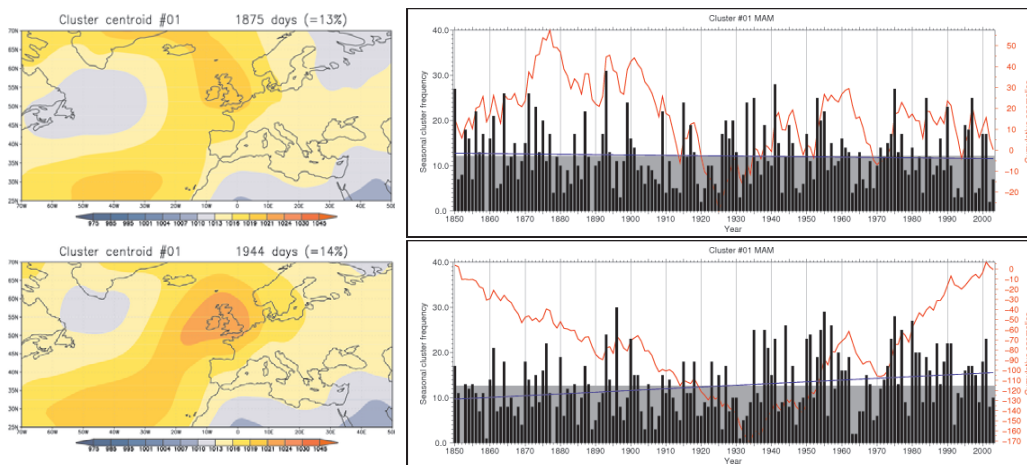 Cluster centroid #01 1875 days (=13%)
70N
65N
60N
55N
50N
45N
40N
35N
30N
25N
70W 60W 50W 40W 30W 20W 10W 0 10E 20E 30E 40E 50E
975 985 995 1001 1004 1007 1010 1013 1016 1019 1021 1033 1045
Cluster #01 MAM
Seasonal cluster frequency
40.0
30.0
20.0
10.0
0.0
50
40
30
20
10
0
-10
-20
1850 1860 1870 1880 1890 1900 1910 1920 1930 1940 1950 1960 1970 1980 1990 2000
Year
Cluster centroid #01 1944 days (=14%)
70N
65N
60N
55N
50N
45N
40N
35N
30N
25N
70W 60W 50W 40W 30W 20W 10W 0 10E 20E 30E 40E 50E
975 985 995 1001 1004 1007 1010 1013 1016 1019 1021 1033 1045
Cluster #01 MAM
Seasonal cluster frequency
40.0
30.0
20.0
10.0
0.0
0
-10
-20
-30
-40
-50
-60
-70
-80
-90
-100
-110
-120
-130
-140
-150
-160
-170
1850 1860 1870 1880 1890 1900 1910 1920 1930 1940 1950 1960 1970 1980 1990 2000
Year